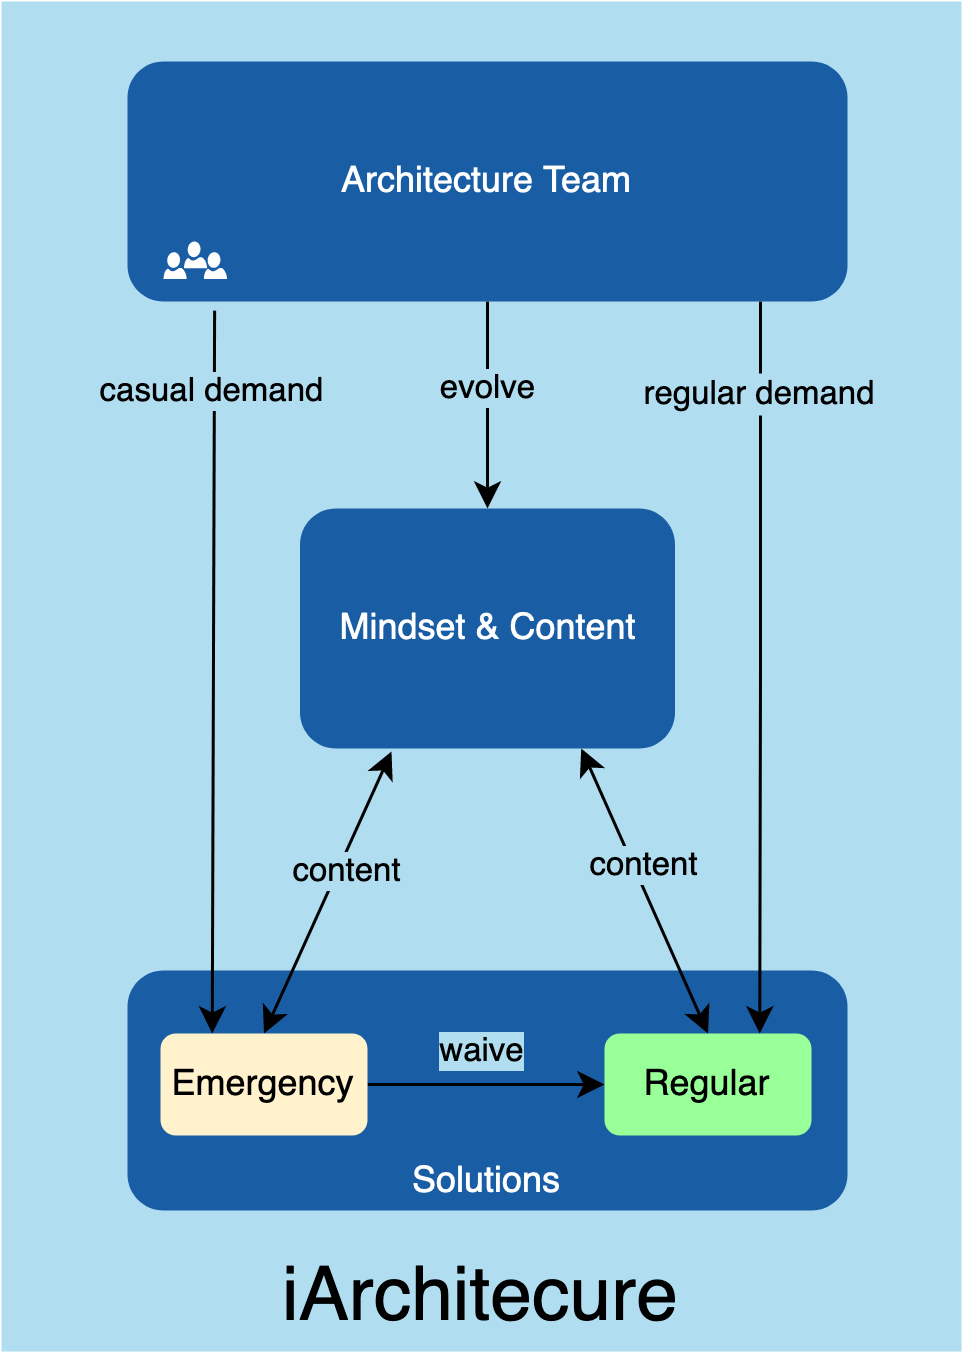 Architecture Team
casual demand
evolve
regular demand
Mindset & Content
content
content
waive
Emergency
Regular
Solutions
iArchitecure